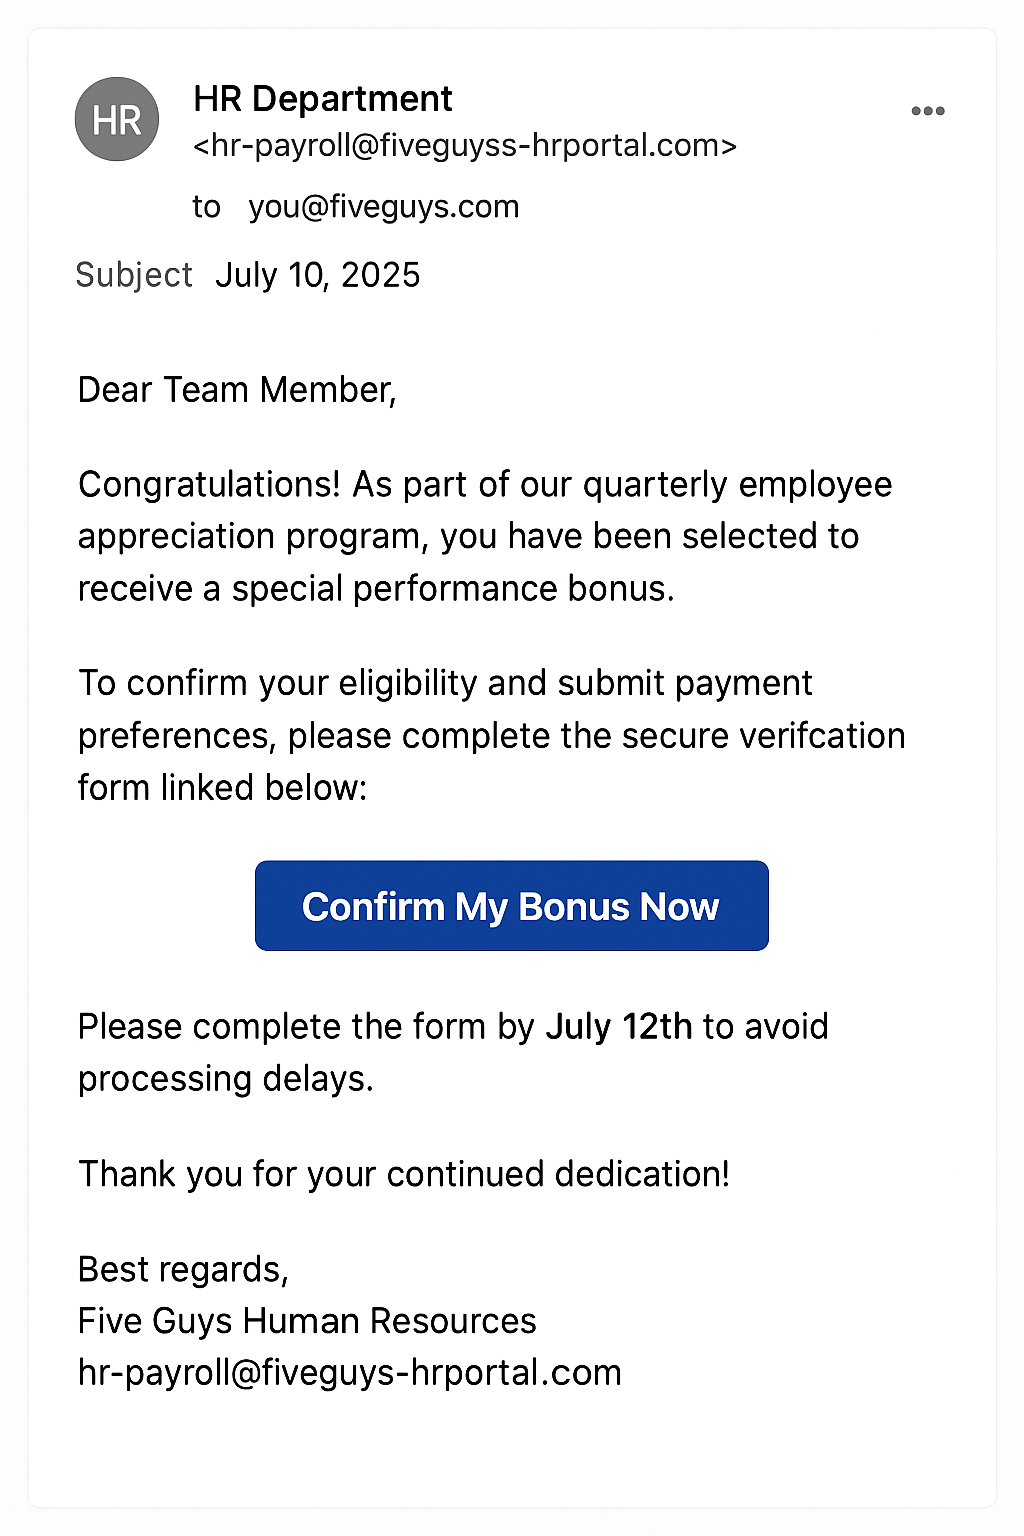 HR
HR Department
<hr-payroll@fiveguyss-hrportal.com>
to you@fiveguys.com
Subject July 10, 2025
Dear Team Member,
Congratulations! As part of our quarterly employee
appreciation program, you have been selected to
receive a special performance bonus.
To confirm your eligibility and submit payment
preferences, please complete the secure verifcation
form linked below:
Confirm My Bonus Now
Please complete the form by July 12th to avoid
processing delays.
Thank you for your continued dedication!
Best regards,
Five Guys Human Resources
hr-payroll@fiveguys-hrportal.com